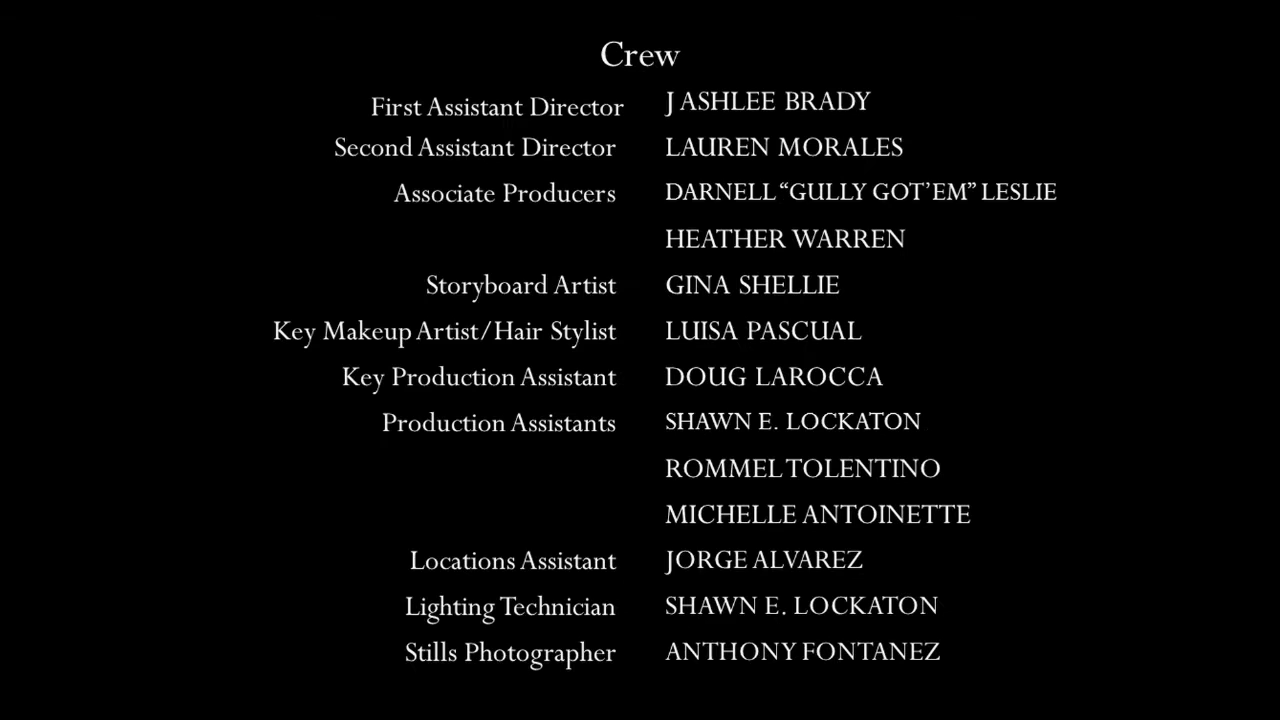 Crew
First Assistant Director J ASHLEE BRADY
Second Assistant Director LAUREN MORALES
Associate Producers DARNELL “GULLY GOT’EM” LESLIE
HEATHER WARREN
Storyboard Artist GINA SHELLIE
Key Makeup Artist/Hair Stylist LUISA PASCUAL
Key Production Assistant DOUG LAROCCA
Production Assistants SHAWN E. LOCKATON
ROMMEL TOLENTINO
MICHELLE ANTOINETTE
Locations Assistant JORGE ALVAREZ
Lighting Technician SHAWN E. LOCKATON
Stills Photographer ANTHONY FONTANEZ